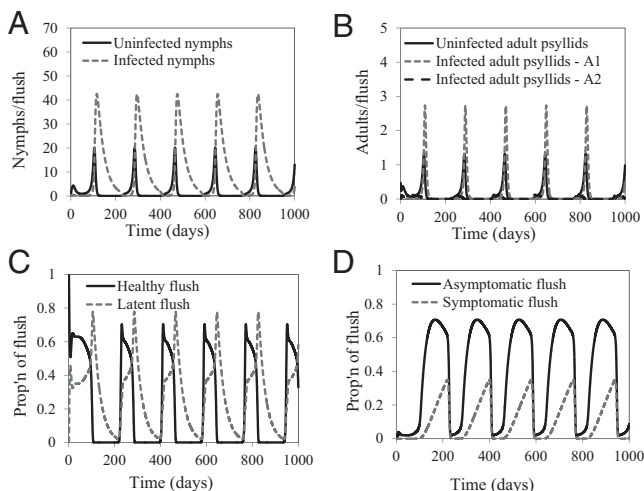 A
B
70
60
50
40
30
20
10
0
Nymphs/flush
Uninfected nymphs
Infected nymphs
0 200 400 600 800 1000
Time (days)
5
4
3
2
1
0
Adults/flush
Uninfected adult psyllids
Infected adult psyllids - A1
Infected adult psyllids - A2
0 200 400 600 800 1000
Time (days)
C
D
1
0.8
0.6
0.4
0.2
0
Prop'n of flush
Healthy flush
Latent flush
0 200 400 600 800 1000
Time (days)
1
0.8
0.6
0.4
0.2
0
Prop'n of flush
Asymptomatic flush
Symptomatic flush
0 200 400 600 800 1000
Time (days)